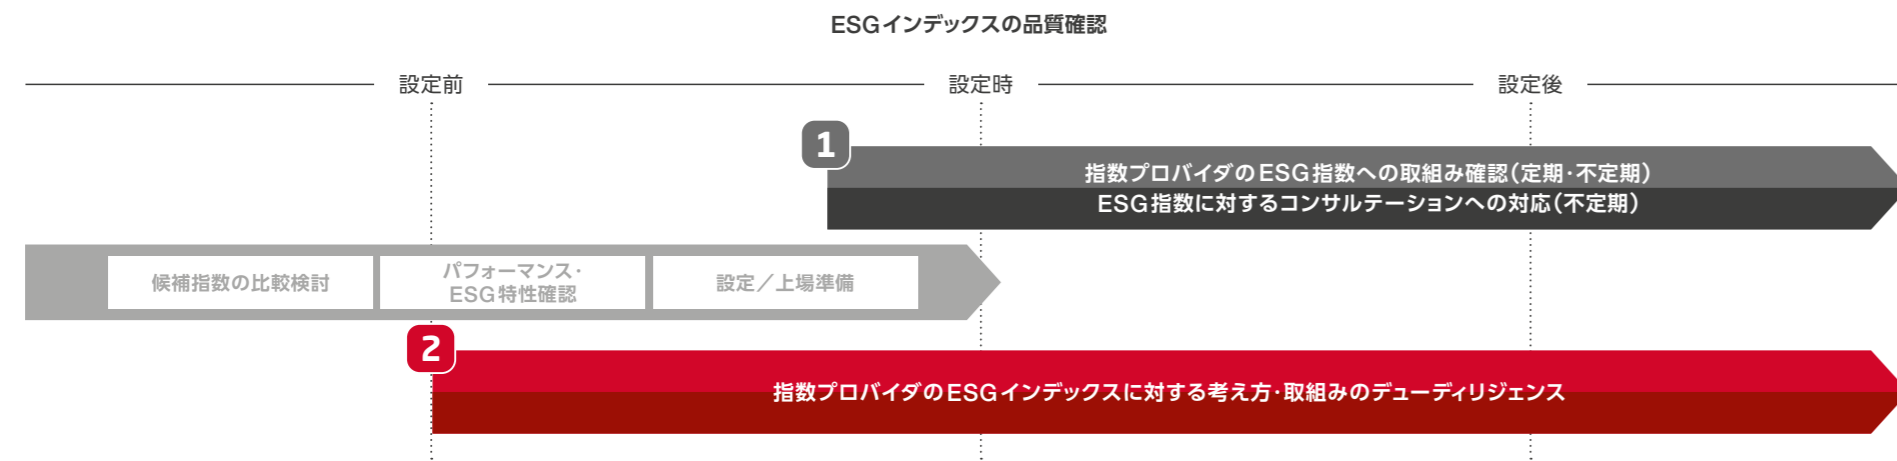 ESGインデックスの品質確認
設定前
設定時
設定後
1
指数プロバイダのESG指数への取組み確認(定期・不定期)
ESG指数に対するコンサルテーションへの対応(不定期)
候補指数の比較検討
パフォーマンス・
ESG特性確認
設定／上場準備
2
指数プロバイダのESGインデックスに対する考え方・取組みのデューディリジェンス